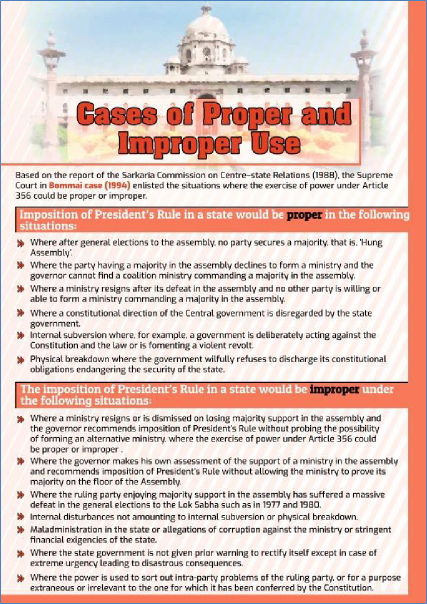 Cases of Proper and
Improper Use
Based on the report of the Sarkaria Commission on Centre–state Relations (1988), the Supreme
Court in Bommai case (1994) enlisted the situations where the exercise of power under Article
356 could be proper or improper.
Imposition of President's Rule in a state would be proper in the following
situations:
Where after general elections to the assembly, no party secures a majority, that is, 'Hung
Assembly'.
Where the party having a majority in the assembly declines to form a ministry and the
governor cannot find a coalition ministry commanding a majority in the assembly.
Where a ministry resigns after its defeat in the assembly and no other party is willing or
able to form a ministry commanding a majority in the assembly.
Where a constitutional direction of the Central government is disregarded by the state
government.
Internal subversion where, for example, a government is deliberately acting against the
Constitution and the law or is fomenting a violent revolt.
Physical breakdown where the government wilfully refuses to discharge its constitutional
obligations endangering the security of the state.
The imposition of President's Rule in a state would be improper under
the following situations:
Where a ministry resigns or is dismissed on losing majority support in the assembly and
the governor recommends imposition of President's Rule without probing the possibility
of forming an alternative ministry, where the exercise of power under Article 356 could
be proper or improper .
Where the governor makes his own assessment of the support of a ministry in the assembly
and recommends imposition of President's Rule without allowing the ministry to prove its
majority on the floor of the Assembly.
Where the ruling party enjoying majority support in the assembly has suffered a massive
defeat in the general elections to the Lok Sabha such as in 1977 and 1980.
Internal disturbances not amounting to internal subversion or physical breakdown.
Maladministration in the state or allegations of corruption against the ministry or stringent
financial exigencies of the state.
Where the state government is not given prior warning to rectify itself except in case of
extreme urgency leading to disastrous consequences.
Where the power is used to sort out intra-party problems of the ruling party, or for a purpose
extraneous or irrelevant to the one for which it has been conferred by the Constitution.